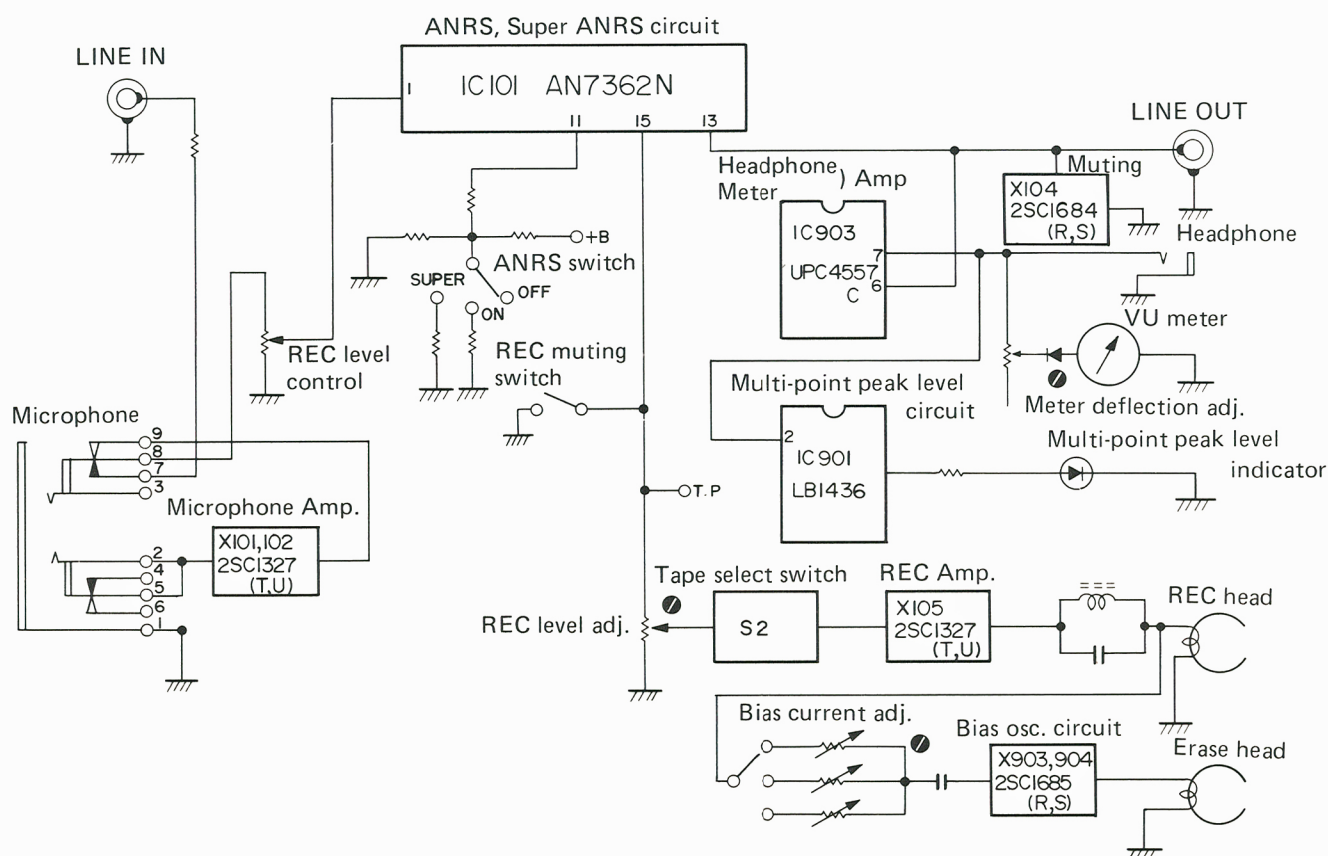 ANRS, Super ANRS circuit
LINE IN
IC101 AN7362N
1
11
15
13
LINE OUT
Headphone
Meter
) Amp
Muting
X104
2SC1684
(R,S)
IC903
UPC4557
C
7
6
Headphone
+B
ANRS switch
SUPER
OFF
ON
REC level
control
REC muting
switch
VU meter
Meter deflection adj.
Multi-point peak level
circuit
2
IC901
LB1436
Multi-point peak level
indicator
Microphone
9
8
7
3
Microphone Amp.
X101,102
2SC1327
(T,U)
2
4
5
6
1
T.P
Tape select switch
S2
REC level adj.
REC Amp.
X105
2SC1327
(T,U)
REC head
Bias current adj.
Bias osc. circuit
X903,904
2SC1685
(R,S)
Erase head